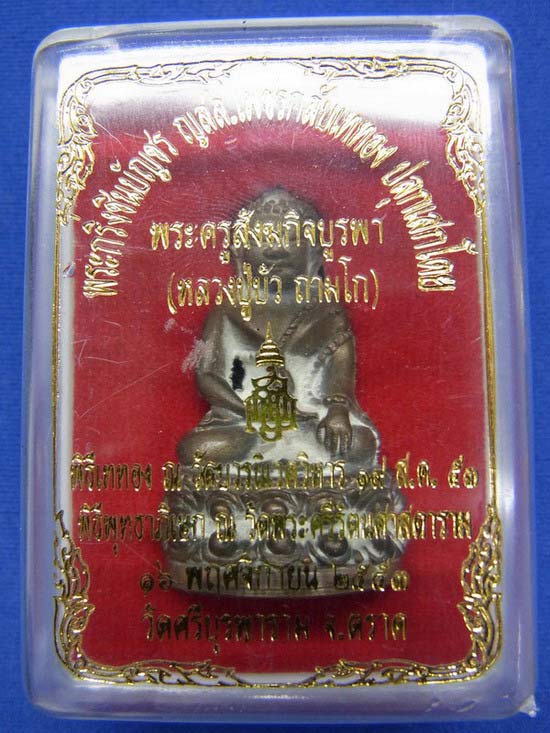 พระกริ่งชินบัญชร ญสส.ไพรีพินาศ เททอง ปลุกเสกโดย
พระครูสังฆกิจบูรพา
(หลวงปู่บัว ถามโก)
พิธีเททอง ณ วัดบวรนิเวศวิหาร ๑๙ ส.ค. ๕๓
พิธีพุทธาภิเษก ณ วัดพระศรีรัตนศาสดาราม
๑๖ พฤศจิกายน ๒๕๕๓
วัดศรีบุรพาราม จ.ตราด